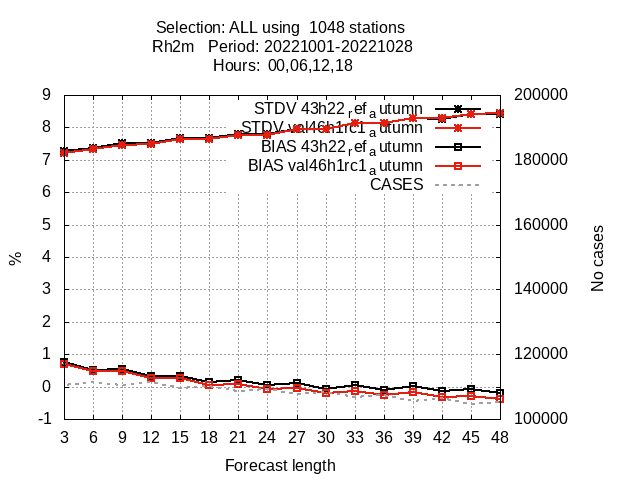 Selection: ALL using  1048 stations
Rh2m   Period: 20221001-20221028
Hours:  00,06,12,18
9 200000
STDV 43h22_ref_autumn
8 STDV val46h1rc1_autumn
BIAS 43h22_ref_autumn
7 180000
BIAS val46h1rc1_autumn
6 CASES
5 160000
%
No cases
4 140000
3
2 120000
1
0
-1 100000
3 6 9 12 15 18 21 24 27 30 33 36 39 42 45 48
Forecast length